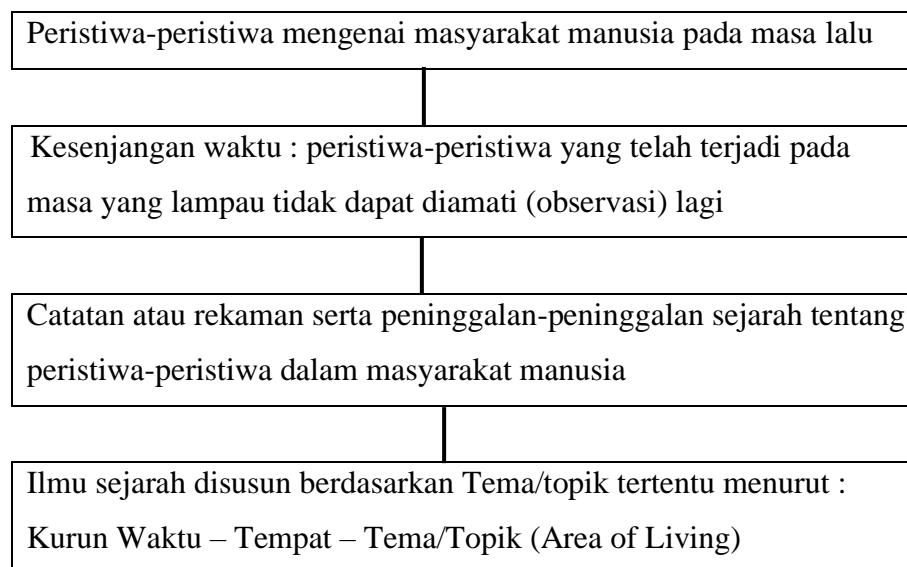 Peristiwa-peristiwa mengenai masyarakat manusia pada masa lalu
Kesenjangan waktu : peristiwa-peristiwa yang telah terjadi pada
masa yang lampau tidak dapat diamati (observasi) lagi
Catatan atau rekaman serta peninggalan-peninggalan sejarah tentang
peristiwa-peristiwa dalam masyarakat manusia
Ilmu sejarah disusun berdasarkan Tema/topik tertentu menurut :
Kurun Waktu – Tempat – Tema/Topik (Area of Living)